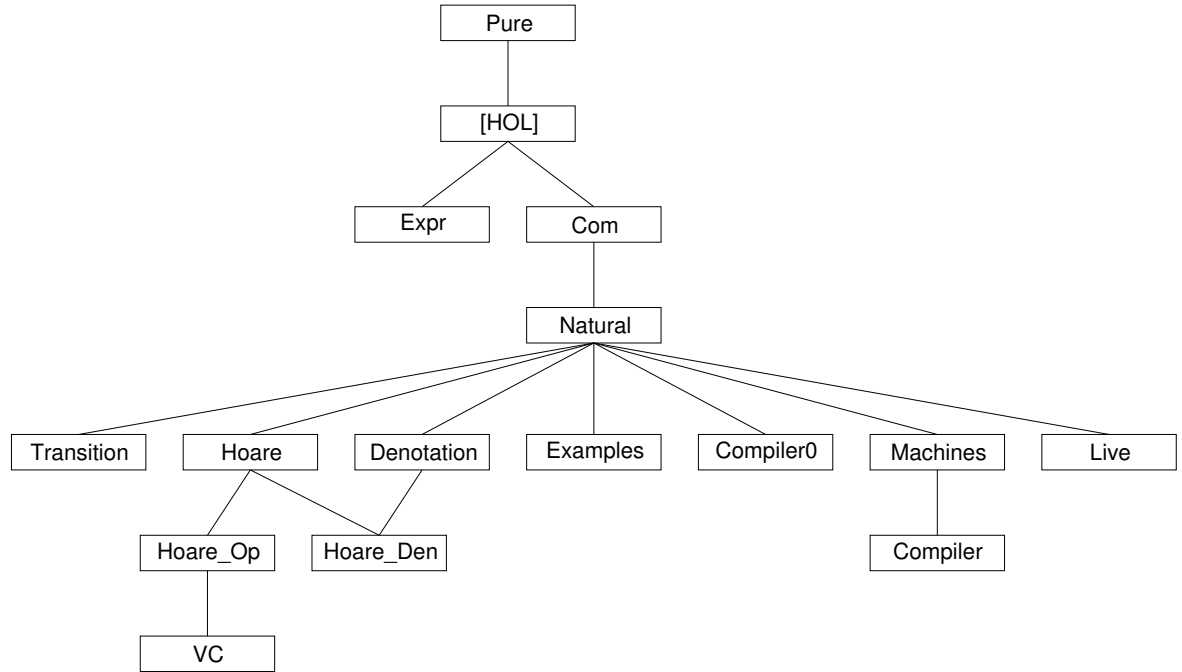 Pure
[HOL]
Expr
Com
Natural
Transition
Hoare
Denotation
Examples
Compiler0
Machines
Live
Hoare_Op
Hoare_Den
Compiler
VC